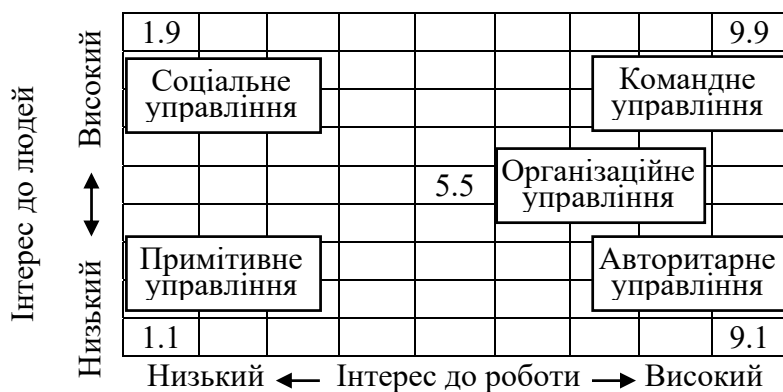 1.9 9.9
Соціальне
управління
Командне
управління
5.5
Організаційне
управління
Примітивне
управління
Авторитарне
управління
1.1 9.1
Інтерес до людей
Низький Високий
Низький Інтерес до роботи Високий